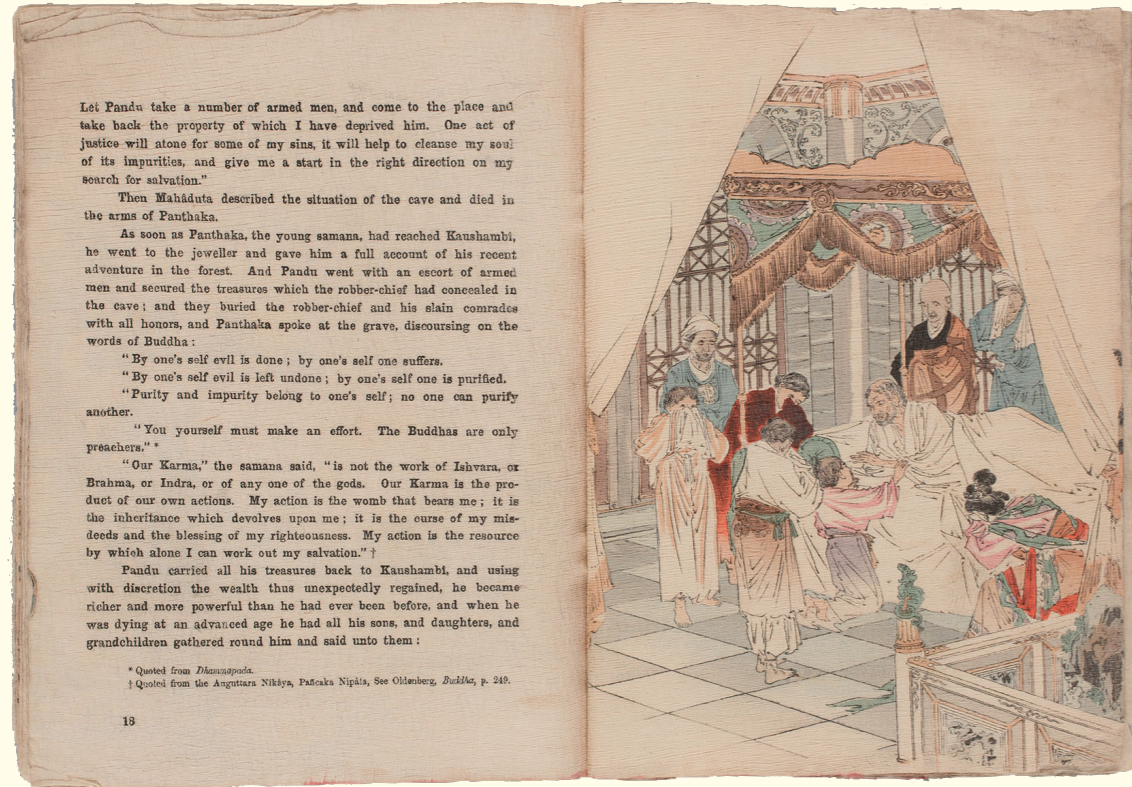 Let Pandu take a number of armed men, and come to the place and
take back the property of which I have deprived him. One act of
justice will atone for some of my sins, it will help to cleanse my soul
of its impurities, and give me a start in the right direction on my
search for salvation.”
Then Mahâduta described the situation of the cave and died in
the arms of Panthaka.
As soon as Panthaka, the young samana, had reached Kaushambî,
he went to the jeweller and gave him a full account of his recent
adventure in the forest. And Pandu went with an escort of armed
men and secured the treasures which the robber-chief had concealed in
the cave; and they buried the robber-chief and his slain comrades
with all honors, and Panthaka spoke at the grave, discoursing on the
words of Buddha:
“By one's self evil is done; by one's self one suffers.
“By one's self evil is left undone; by one's self one is purified.
“Purity and impurity belong to one's self; no one can purify
another.
“You yourself must make an effort. The Buddhas are only
preachers.” *
“Our Karma,” the samana said, “is not the work of Ishvara, or
Brahma, or Indra, or of any one of the gods. Our Karma is the pro-
duct of our own actions. My action is the womb that bears me; it is
the inheritance which devolves upon me; it is the curse of my mis-
deeds and the blessing of my righteousness. My action is the resource
by which alone I can work out my salvation.” †
Pandu carried all his treasures back to Kaushambî, and using
with discretion the wealth thus unexpectedly regained, he became
richer and more powerful than he had ever been before, and when he
was dying at an advanced age he had all his sons, and daughters, and
grandchildren gathered round him and said unto them:
* Quoted from Dhammapada.
† Quoted from the Anguttara Nikâya, Pañcaka Nipâta, See Oldenberg, Buddha, p. 249.
18